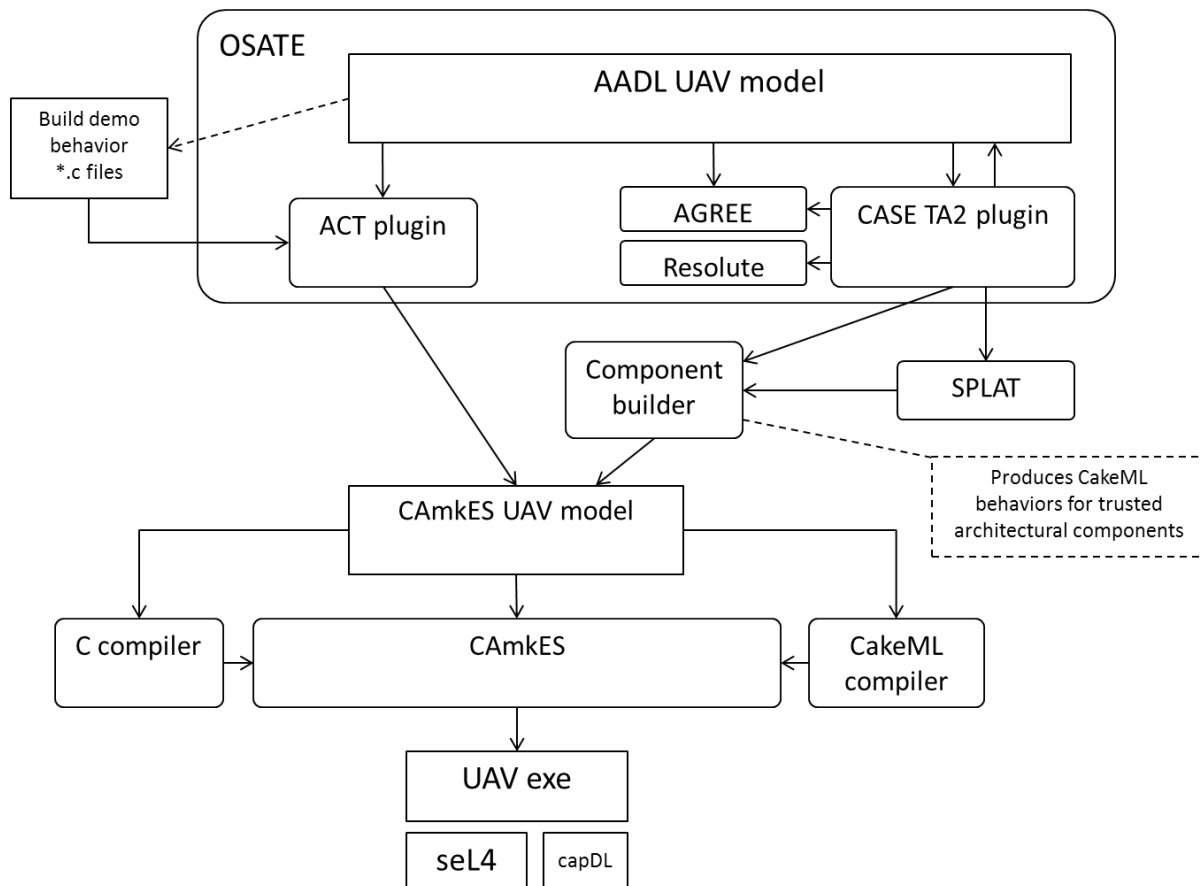 OSATE
AADL UAV model
Build demo
behavior
*.c files
ACT plugin
AGREE
CASE TA2 plugin
Resolute
Component
builder
SPLAT
Produces CakeML
behaviors for trusted
architectural components
CAmkES UAV model
C compiler
CAmkES
CakeML
compiler
UAV exe
seL4
capDL